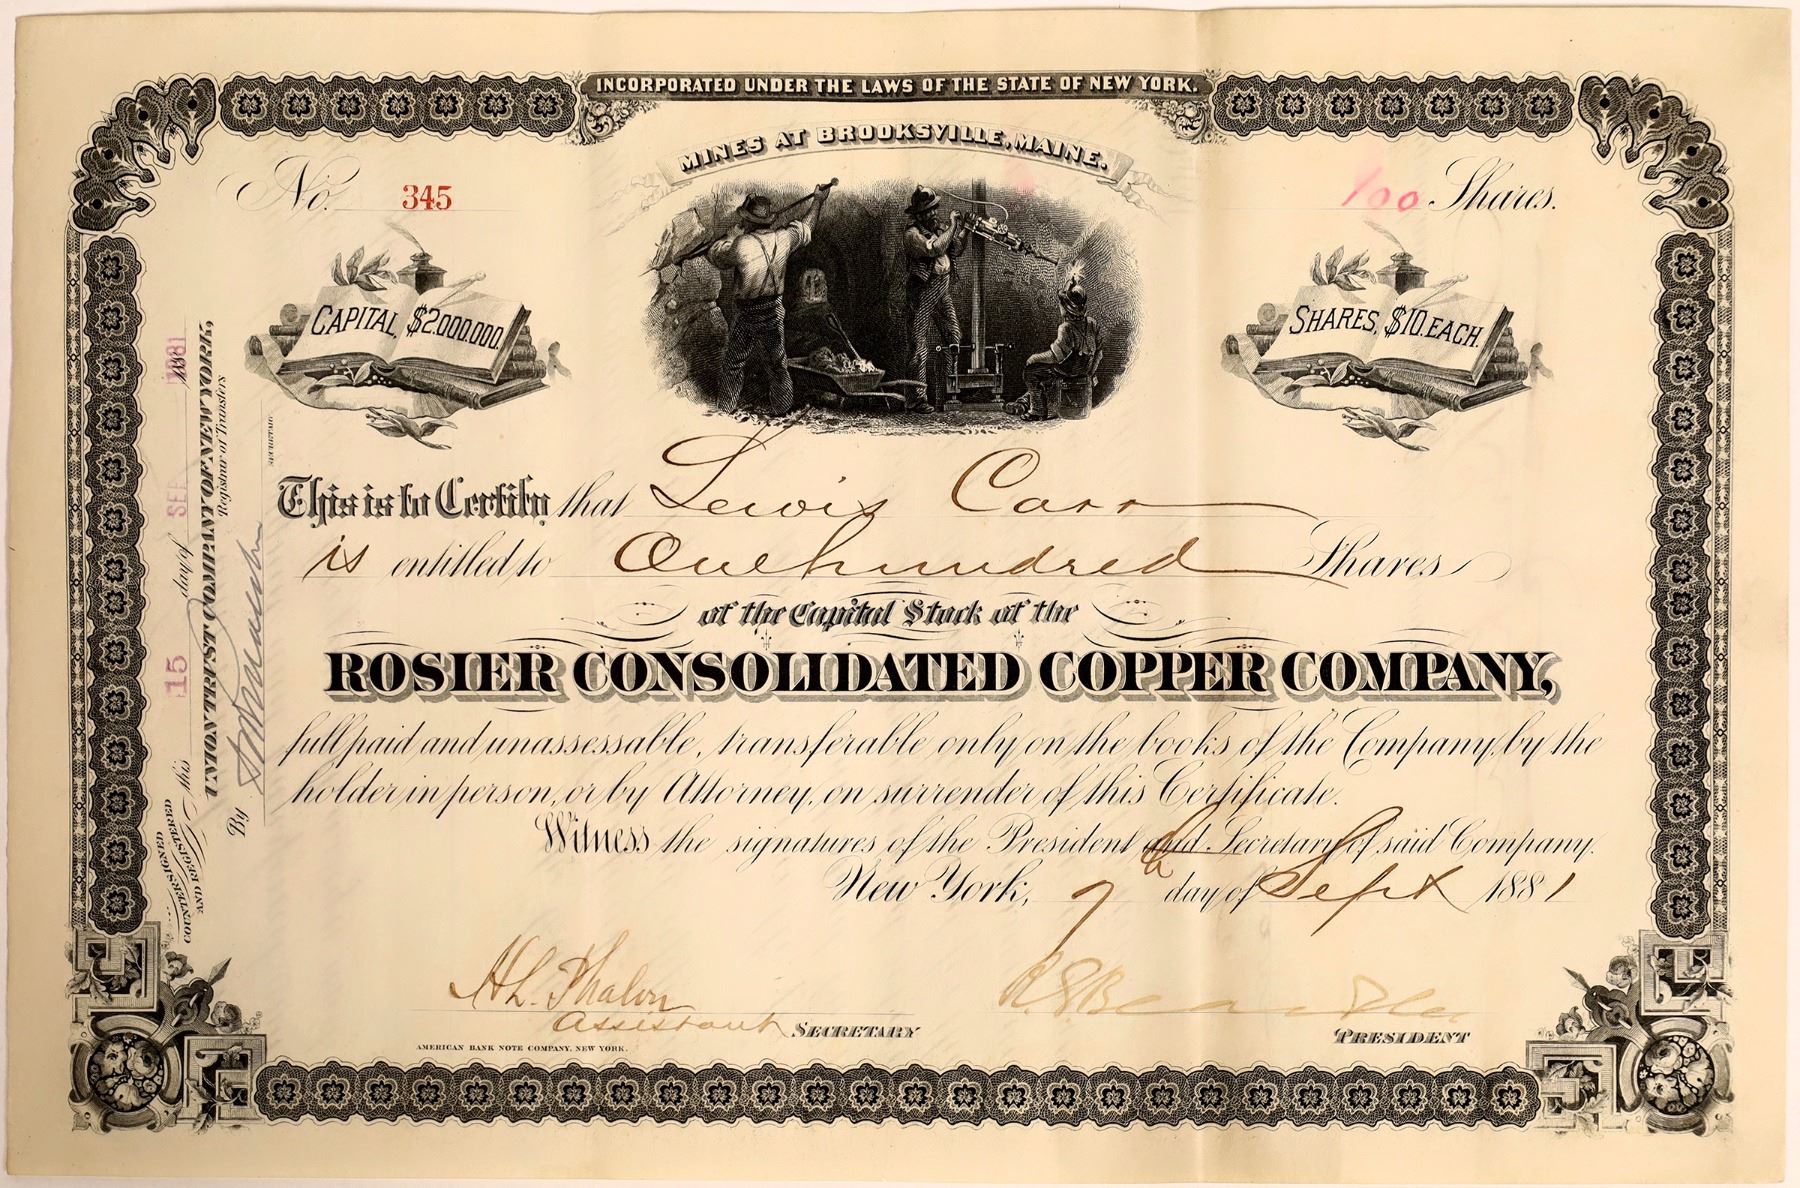 INCORPORATED UNDER THE LAWS OF THE STATE OF NEW YORK.
MINES AT BROOKSVILLE, MAINE.
No. 345
100 Shares.
CAPITAL, $2.000.000.
SHARES, $10. EACH.
This is to Certify that Lewis Carr
is entitled to One hundred Shares
of the Capital Stock of the
ROSIER CONSOLIDATED COPPER COMPANY,
full paid and unassessable, transferable only on the books of the Company, by the
holder, in person, or by Attorney, on surrender of this Certificate.
Witness the signatures of the President and Secretary of said Company.
New York, 7th day of Sept 1881
H.L. Phalon
Assistant SECRETARY
PRESIDENT
AMERICAN BANK NOTE COMPANY, NEW YORK.
COUNTERSIGNED
AND REGISTERED this 15 day of SEP 1881
UNION TRUST COMPANY OF NEW YORK,
Registrar of Transfers
By
SECRETARY